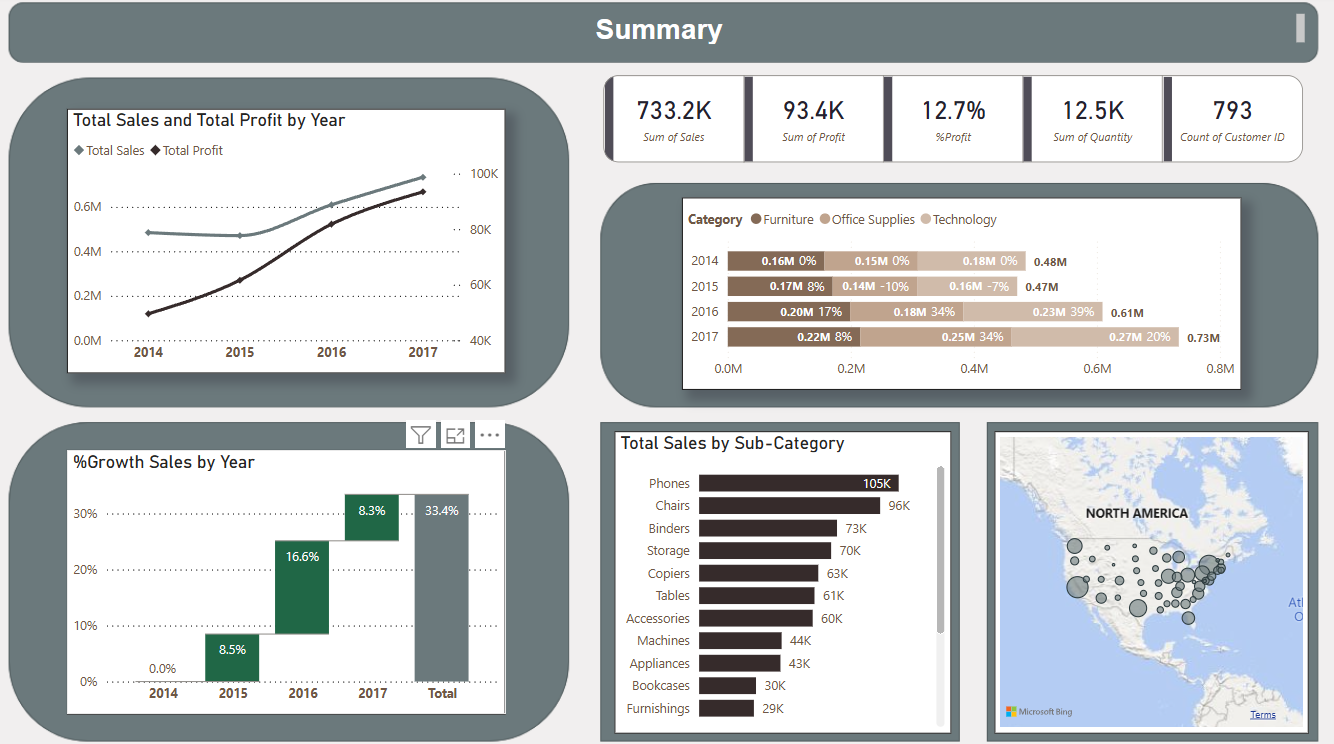 Summary
Total Sales and Total Profit by Year
Total Sales Total Profit
100K
0.6M
80K
0.4M
60K
0.2M
0.0M
40K
2014 2015 2016 2017
733.2K
Sum of Sales
93.4K
Sum of Profit
12.7%
%Profit
12.5K
Sum of Quantity
793
Count of Customer ID
Category Furniture Office Supplies Technology
2014 0.16M 0% 0.15M 0% 0.18M 0% 0.48M
2015 0.17M 8% 0.14M -10% 0.16M -7% 0.47M
2016 0.20M 17% 0.18M 34% 0.23M 39% 0.61M
2017 0.22M 8% 0.25M 34% 0.27M 20% 0.73M
0.0M 0.2M 0.4M 0.6M 0.8M
%Growth Sales by Year
30%
20%
10%
0%
0.0%
8.5%
16.6%
8.3%
33.4%
2014 2015 2016 2017 Total
Total Sales by Sub-Category
Phones 105K
Chairs 96K
Binders 73K
Storage 70K
Copiers 63K
Tables 61K
Accessories 60K
Machines 44K
Appliances 43K
Bookcases 30K
Furnishings 29K
NORTH AMERICA
Microsoft Bing
Terms